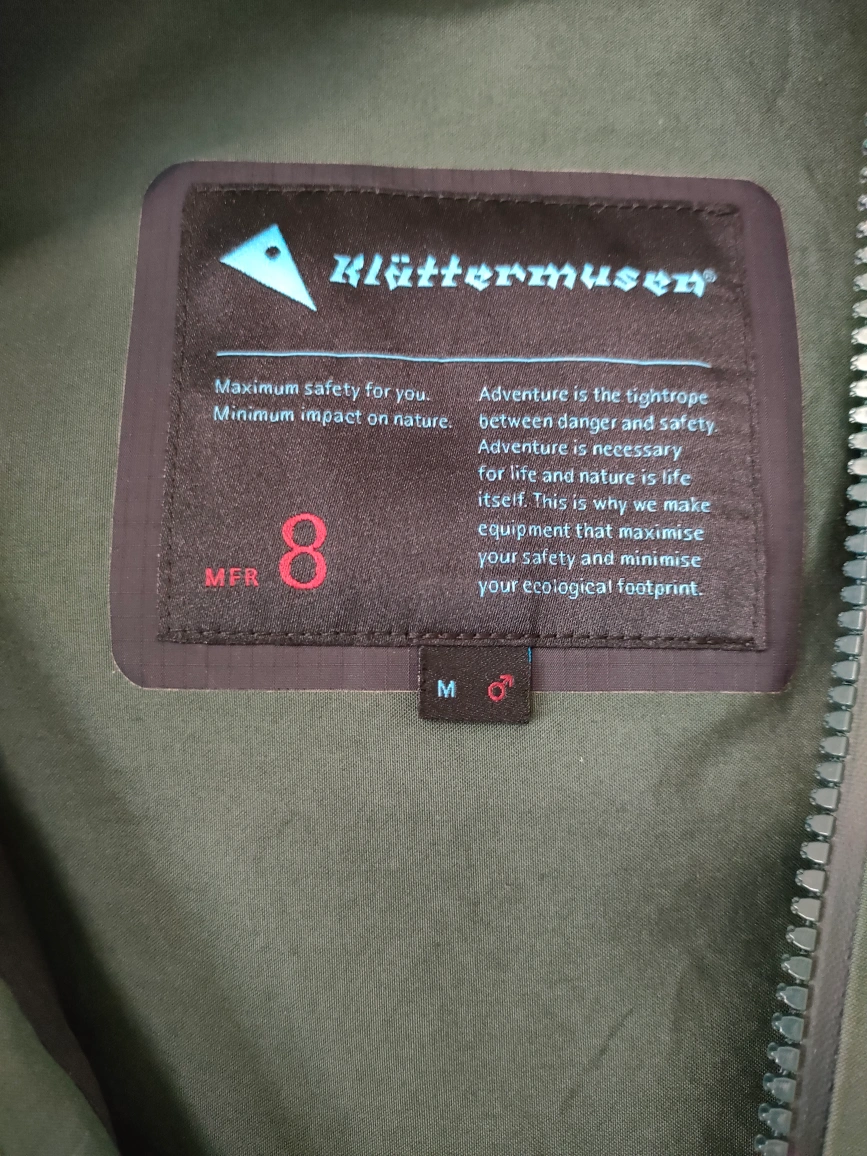 Klättermusen®
Maximum safety for you.
Minimum impact on nature.
Adventure is the tightrope
between danger and safety.
Adventure is necessary
for life and nature is life
itself. This is why we make
equipment that maximise
your safety and minimise
your ecological footprint.
MFR 8
M ♂